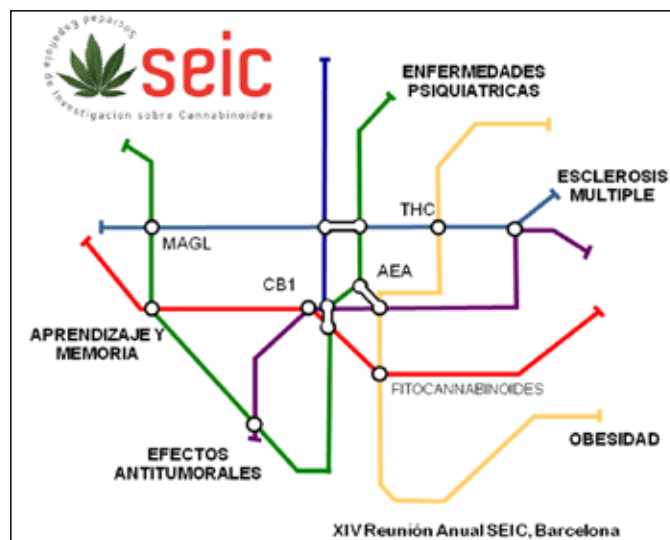 Sociedad Española de Investigacion sobre Cannabinoides
seic
ENFERMEDADES
PSIQUIATRICAS
ESCLEROSIS
MULTIPLE
THC
MAGL
AEA
CB1
APRENDIZAJE Y
MEMORIA
FITOCANNABINOIDES
EFECTOS
ANTITUMORALES
OBESIDAD
XIV Reunión Anual SEIC, Barcelona